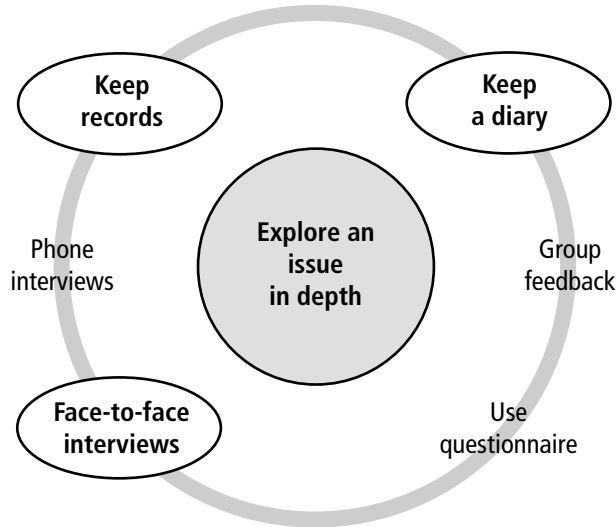 Keep
records
Keep
a diary
Explore an
issue
in depth
Phone
interviews
Group
feedback
Face-to-face
interviews
Use
questionnaire